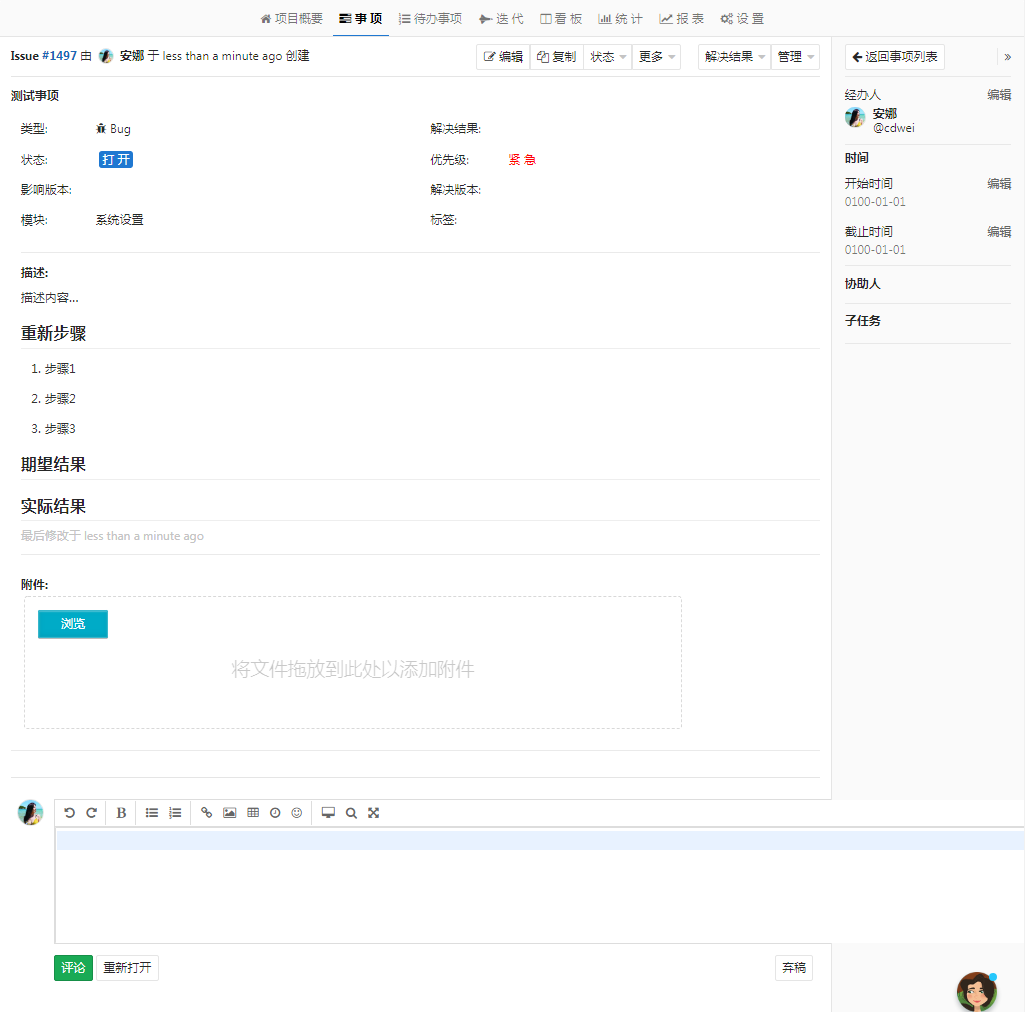 项目概要 事 项 待办事项 迭 代 看 板 统 计 报 表 设 置
Issue #1497 由 安娜 于 less than a minute ago 创建
编辑 复制 状态 更多 解决结果 管理
返回事项列表 »
测试事项
类型: Bug 解决结果:
状态: 打 开 优先级: 紧 急
影响版本: 解决版本:
模块: 系统设置 标签:
描述:
描述内容...
重新步骤
1. 步骤1
2. 步骤2
3. 步骤3
期望结果
实际结果
最后修改于 less than a minute ago
附件:
浏览
将文件拖放到此处以添加附件
B
评论 重新打开 弃稿
经办人 编辑
安娜
@cdwei
时间
开始时间 编辑
0100-01-01
截止时间 编辑
0100-01-01
协助人
子任务